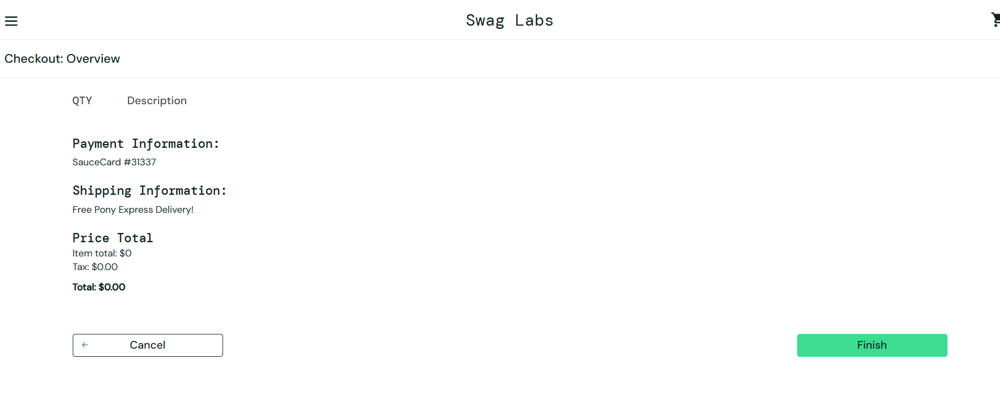 Swag Labs
Checkout: Overview
QTY Description
Payment Information:
SauceCard #31337
Shipping Information:
Free Pony Express Delivery!
Price Total
Item total: $0
Tax: $0.00
Total: $0.00
Cancel Finish